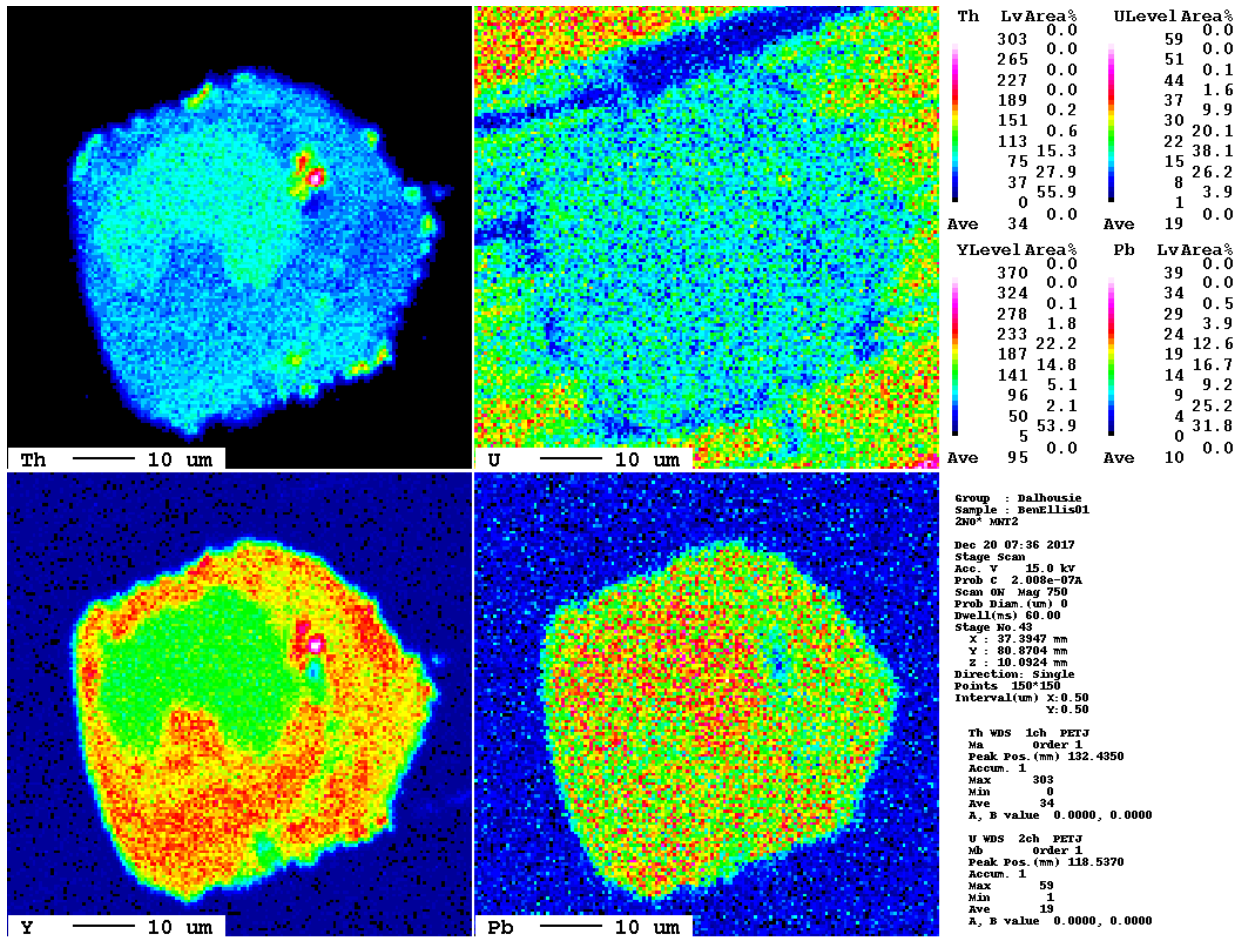 Th LvArea%
0.0
303
0.0
265
0.0
227
0.0
189
0.2
151
0.6
113
15.3
75
27.9
37
55.9
0
0.0
Ave 34
ULevel Area%
0.0
59
0.0
51
0.1
44
1.6
37
9.9
30
20.1
22
38.1
15
26.2
8
3.9
1
0.0
Ave 19
YLevel Area%
0.0
370
0.0
324
0.1
278
1.8
233
22.2
187
14.8
141
5.1
96
2.1
50
53.9
5
0.0
Ave 95
Pb LvArea%
0.0
39
0.0
34
0.5
29
3.9
24
12.6
19
16.7
14
9.2
9
25.2
4
31.8
0
0.0
Ave 10
Th 10 um
U 10 um
Y 10 um
Pb 10 um
Group : Dalhousie
Sample : BenEllis01
2NO* MNT2
Dec 20 07:36 2017
Stage Scan
Acc. V 15.0 kV
Prob C 2.008e-07A
Scan ON Mag 750
Prob Diam.(um) 0
Dwell(ms) 60.00
Stage No.43
X : 37.3947 mm
Y : 80.8704 mm
Z : 10.0924 mm
Direction: Single
Points 150*150
Interval(um) X:0.50
Y:0.50
Th WDS 1ch PETJ
Ma Order 1
Peak Pos.(mm) 132.4350
Accum. 1
Max 303
Min 0
Ave 34
A, B value 0.0000, 0.0000
U WDS 2ch PETJ
Mb Order 1
Peak Pos.(mm) 118.5370
Accum. 1
Max 59
Min 1
Ave 19
A, B value 0.0000, 0.0000